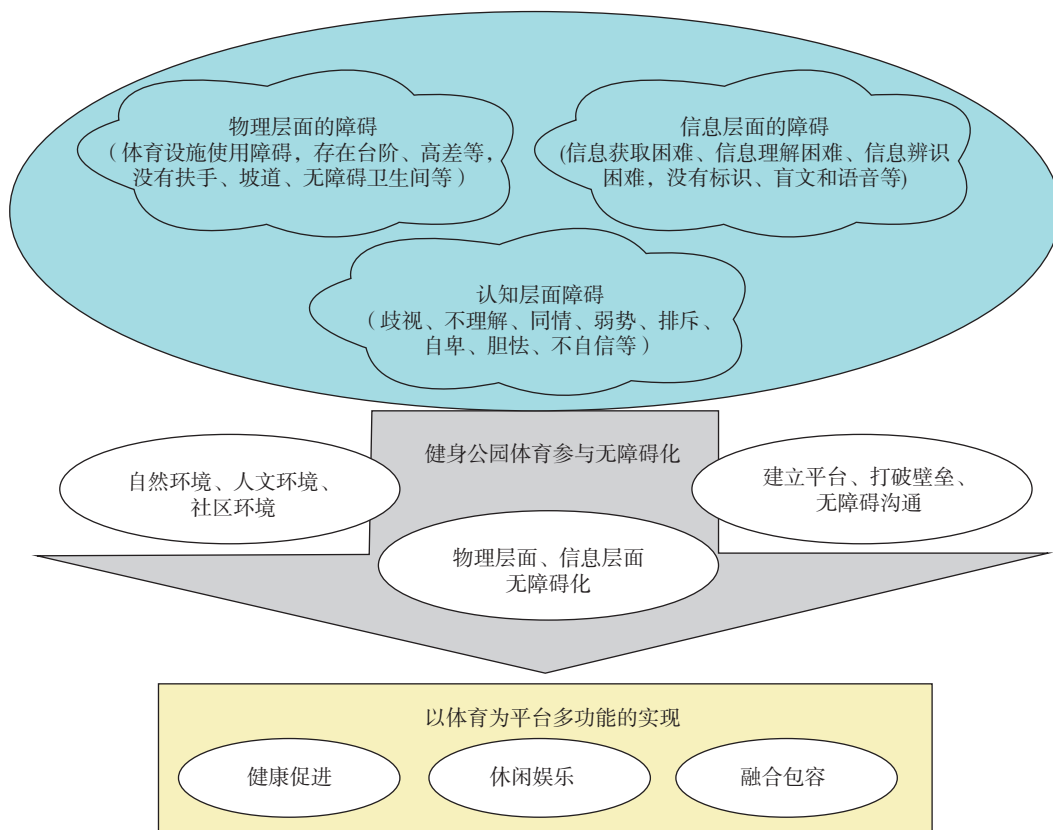 物理层面的障碍
（体育设施使用障碍，存在台阶、高差等，
没有扶手、坡道、无障碍卫生间等）
信息层面的障碍
(信息获取困难、信息理解困难、信息辨识
困难，没有标识、盲文和语音等)
认知层面障碍
（歧视、不理解、同情、弱势、排斥、
自卑、胆怯、不自信等）
健身公园体育参与无障碍化
自然环境、人文环境、
社区环境
建立平台、打破壁垒、
无障碍沟通
物理层面、信息层面
无障碍化
以体育为平台多功能的实现
健康促进
休闲娱乐
融合包容